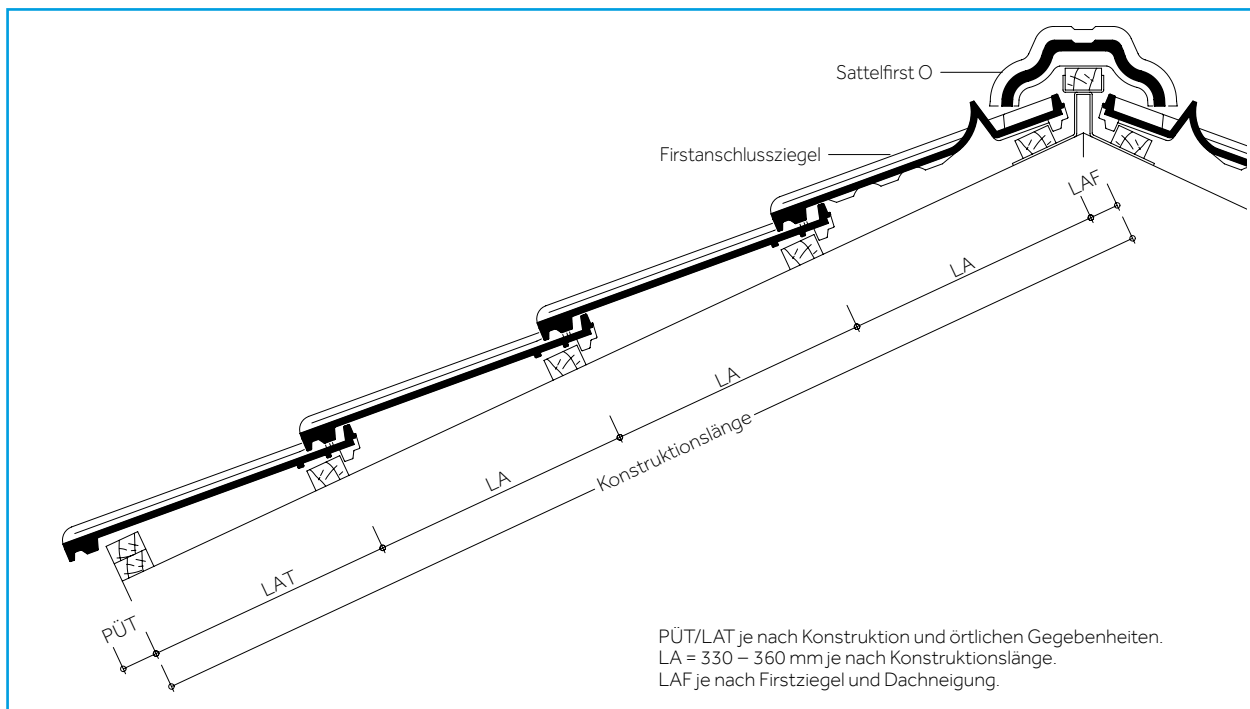 Sattelfirst O
Firstanschlussziegel
LAF
LA
LA
LA
Konstruktionslänge
LAT
PÜT
PÜT/LAT je nach Konstruktion und örtlichen Gegebenheiten.
LA = 330 – 360 mm je nach Konstruktionslänge.
LAF je nach Firstziegel und Dachneigung.